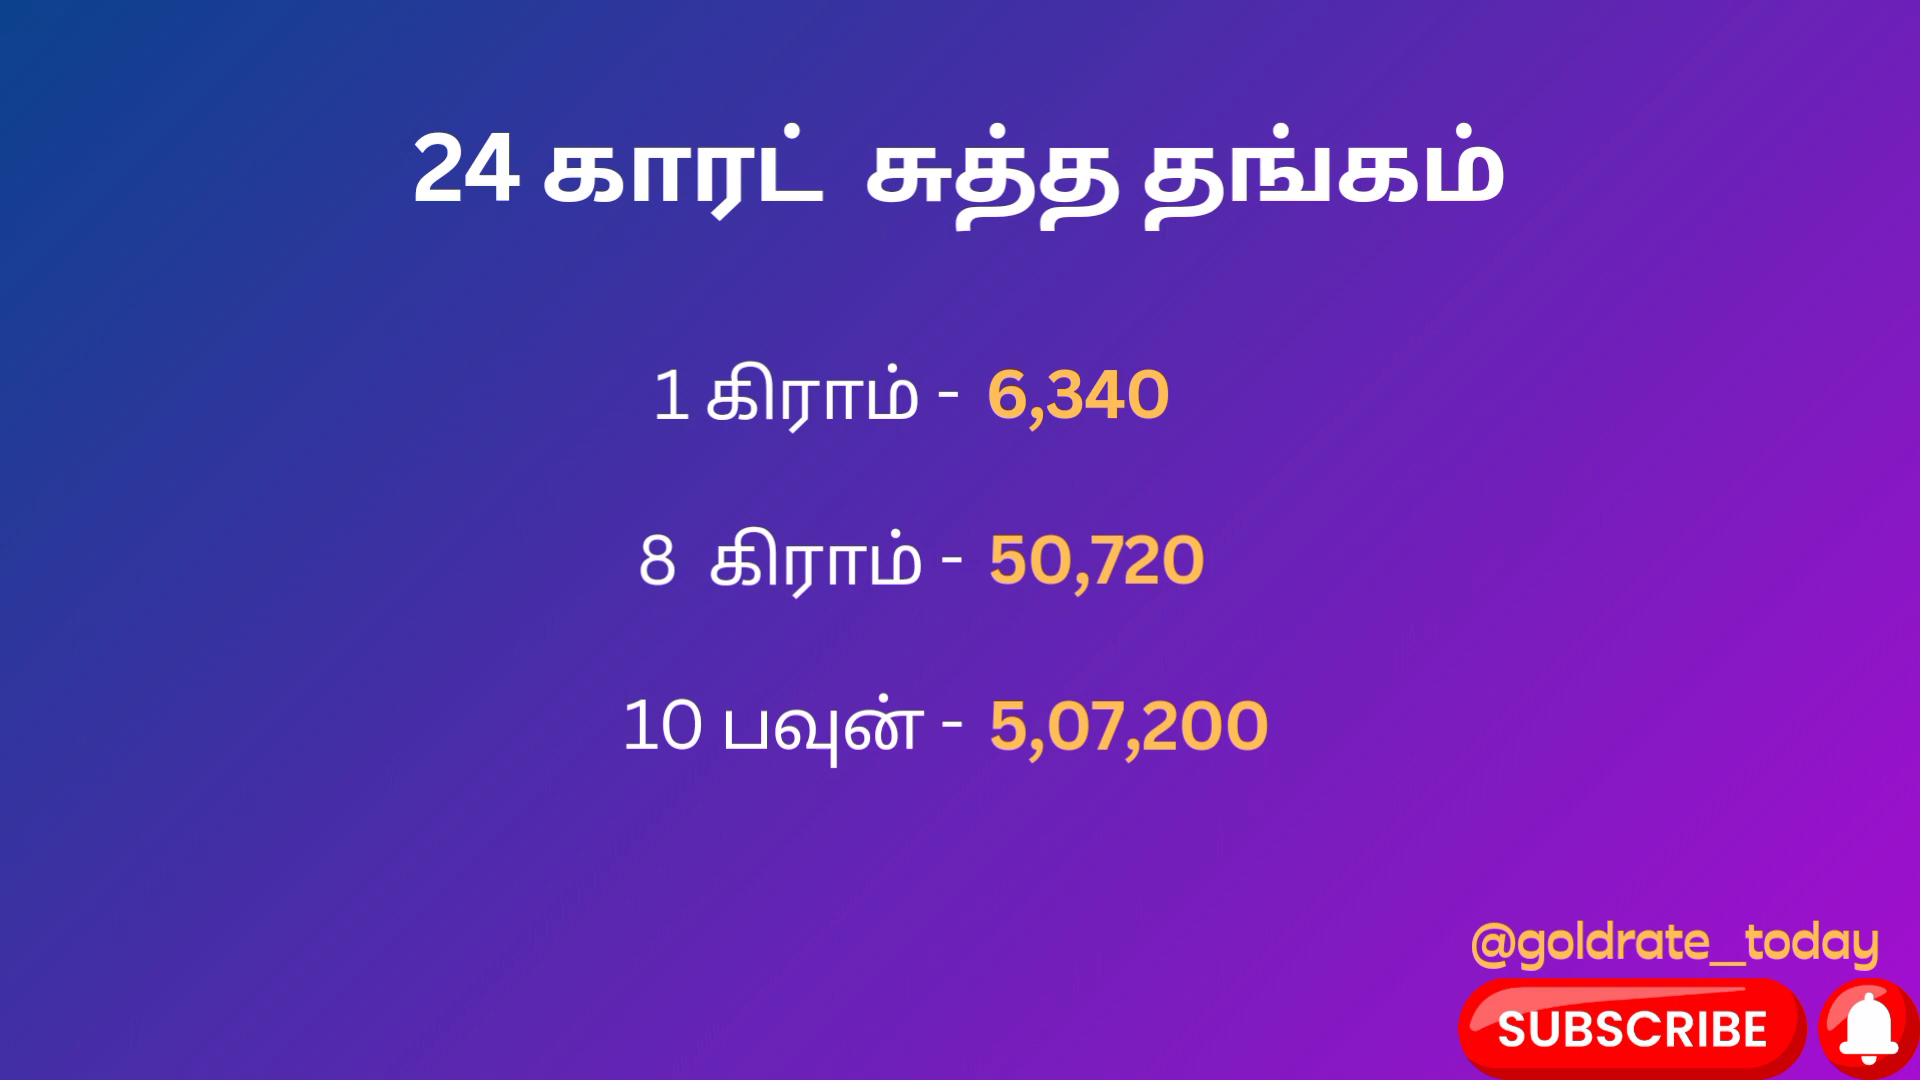 24 காரட் சுத்த தங்கம்
1 கிராம் - 6,340
8 கிராம் - 50,720
10 பவுன் - 5,07,200
@goldrate_today
SUBSCRIBE